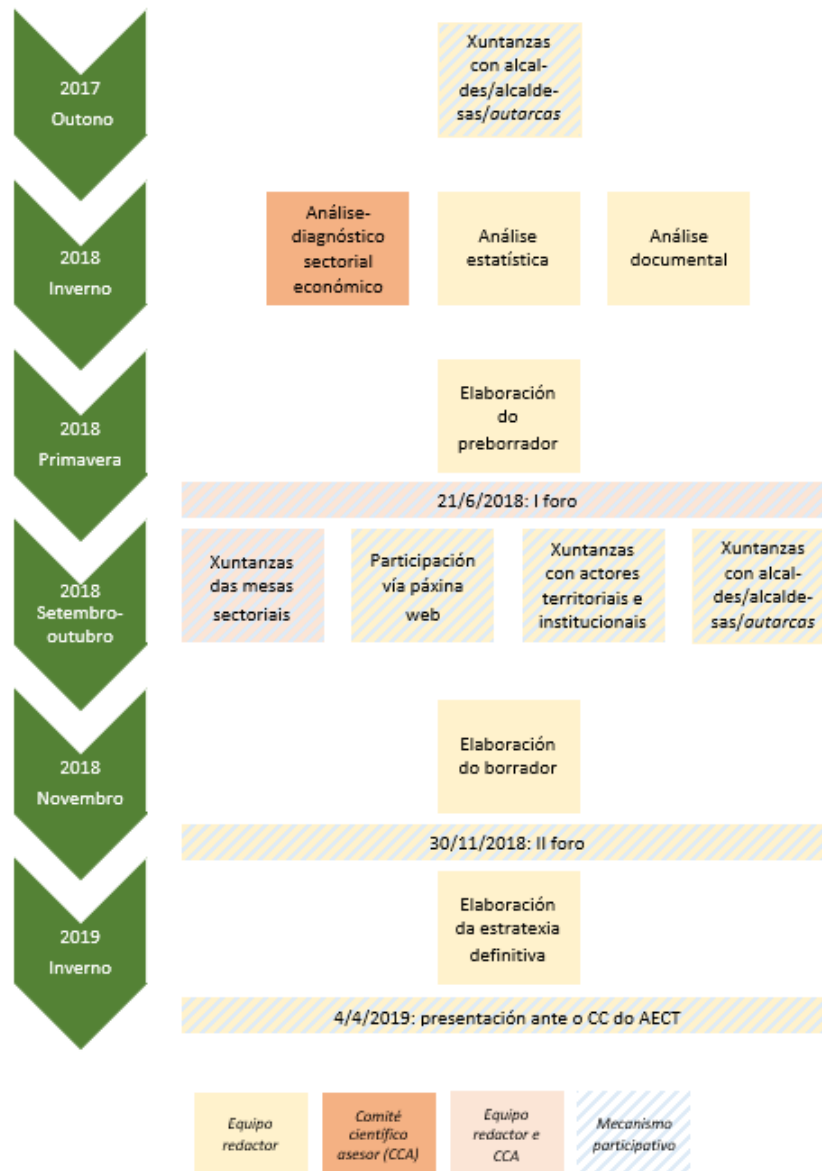 2017
Outono
Xuntanzas
con alcal-
des/alcalde-
sas/autarcas
2018
Inverno
Análise-
diagnóstico
sectorial
económico
Análise
estatística
Análise
documental
2018
Primavera
Elaboración
do
preborrador
21/6/2018: I foro
2018
Setembro-
outubro
Xuntanzas
das mesas
sectoriais
Participación
vía páxina
web
Xuntanzas
con actores
territoriais e
institucionais
Xuntanzas
con alcal-
des/alcalde-
sas/autarcas
2018
Novembro
Elaboración
do borrador
30/11/2018: II foro
2019
Inverno
Elaboración
da estratexia
definitiva
4/4/2019: presentación ante o CC do AECT
Equipo
redactor
Comité
científico
asesor (CCA)
Equipo
redactor e
CCA
Mecanismo
participativo